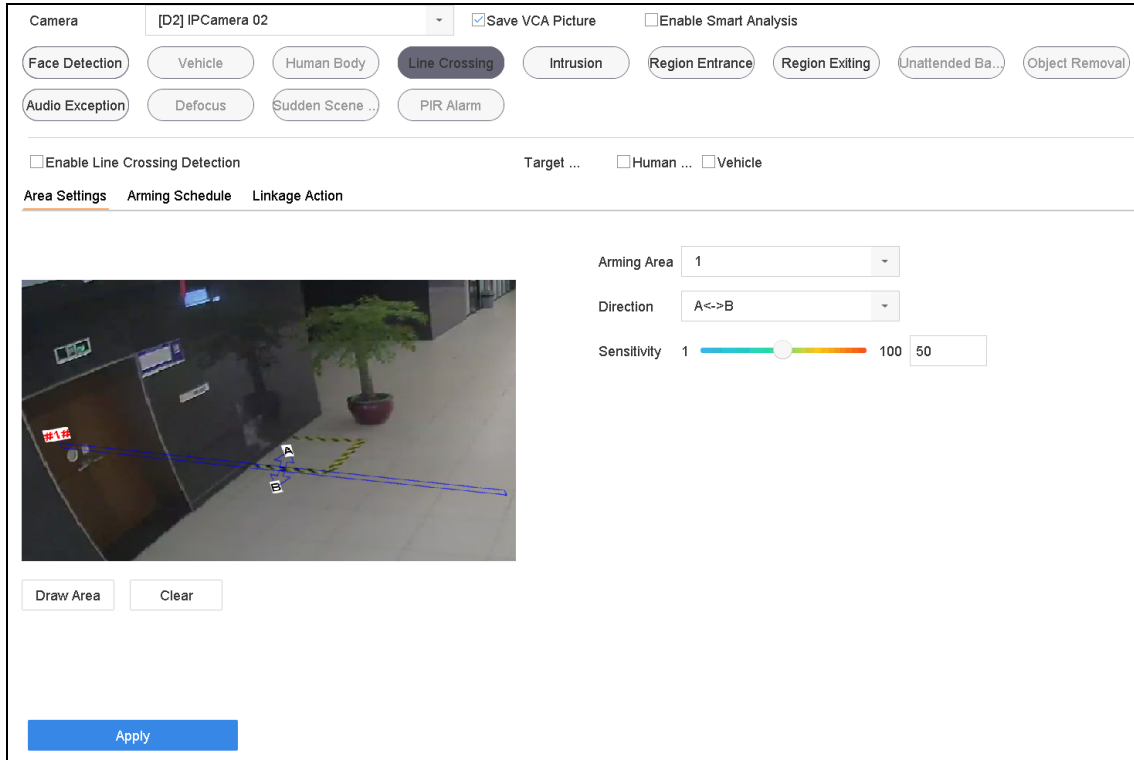 Camera [D2] IPCamera 02 Save VCA Picture Enable Smart Analysis
Face Detection Vehicle Human Body Line Crossing Intrusion Region Entrance Region Exiting Unattended Ba... Object Removal
Audio Exception Defocus Sudden Scene ... PIR Alarm
Enable Line Crossing Detection Target ... Human ... Vehicle
Area Settings Arming Schedule Linkage Action
Arming Area 1
Direction A<->B
Sensitivity 1 100 50
#1#
A
B
Draw Area Clear
Apply